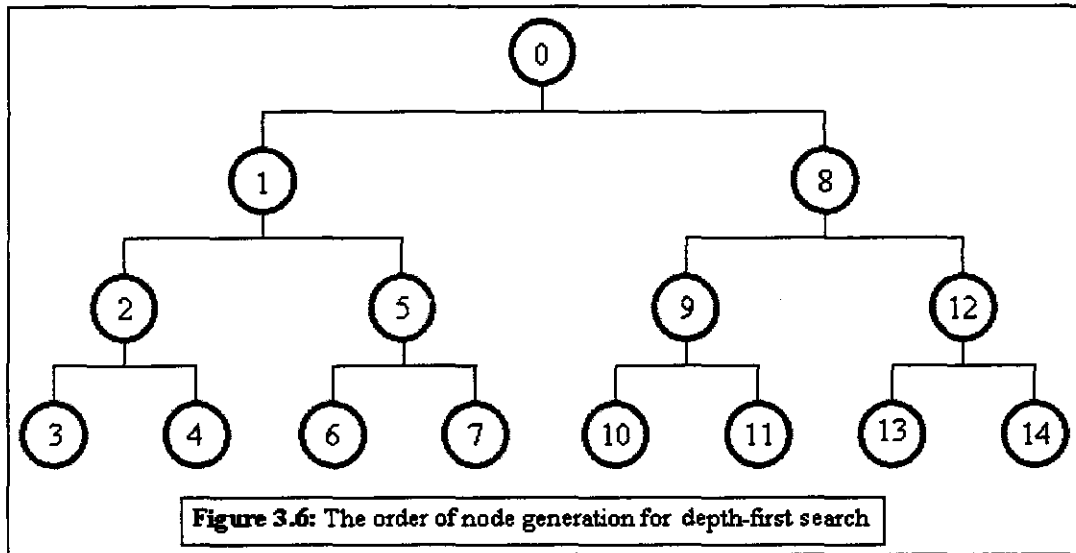 0
1 8
2 5 9 12
3 4 6 7 10 11 13 14
Figure 3.6: The order of node generation for depth-first search